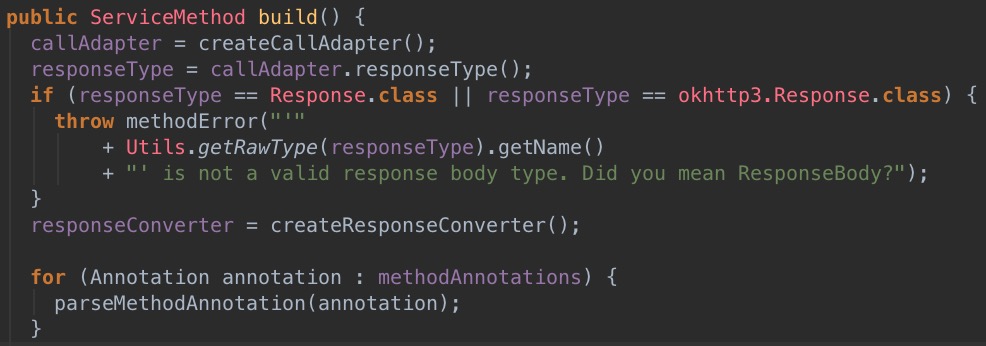 public ServiceMethod build() {
  callAdapter = createCallAdapter();
  responseType = callAdapter.responseType();
  if (responseType == Response.class || responseType == okhttp3.Response.class) {
    throw methodError("'"
        + Utils.getRawType(responseType).getName()
        + "' is not a valid response body type. Did you mean ResponseBody?");
  }
  responseConverter = createResponseConverter();

  for (Annotation annotation : methodAnnotations) {
    parseMethodAnnotation(annotation);
  }